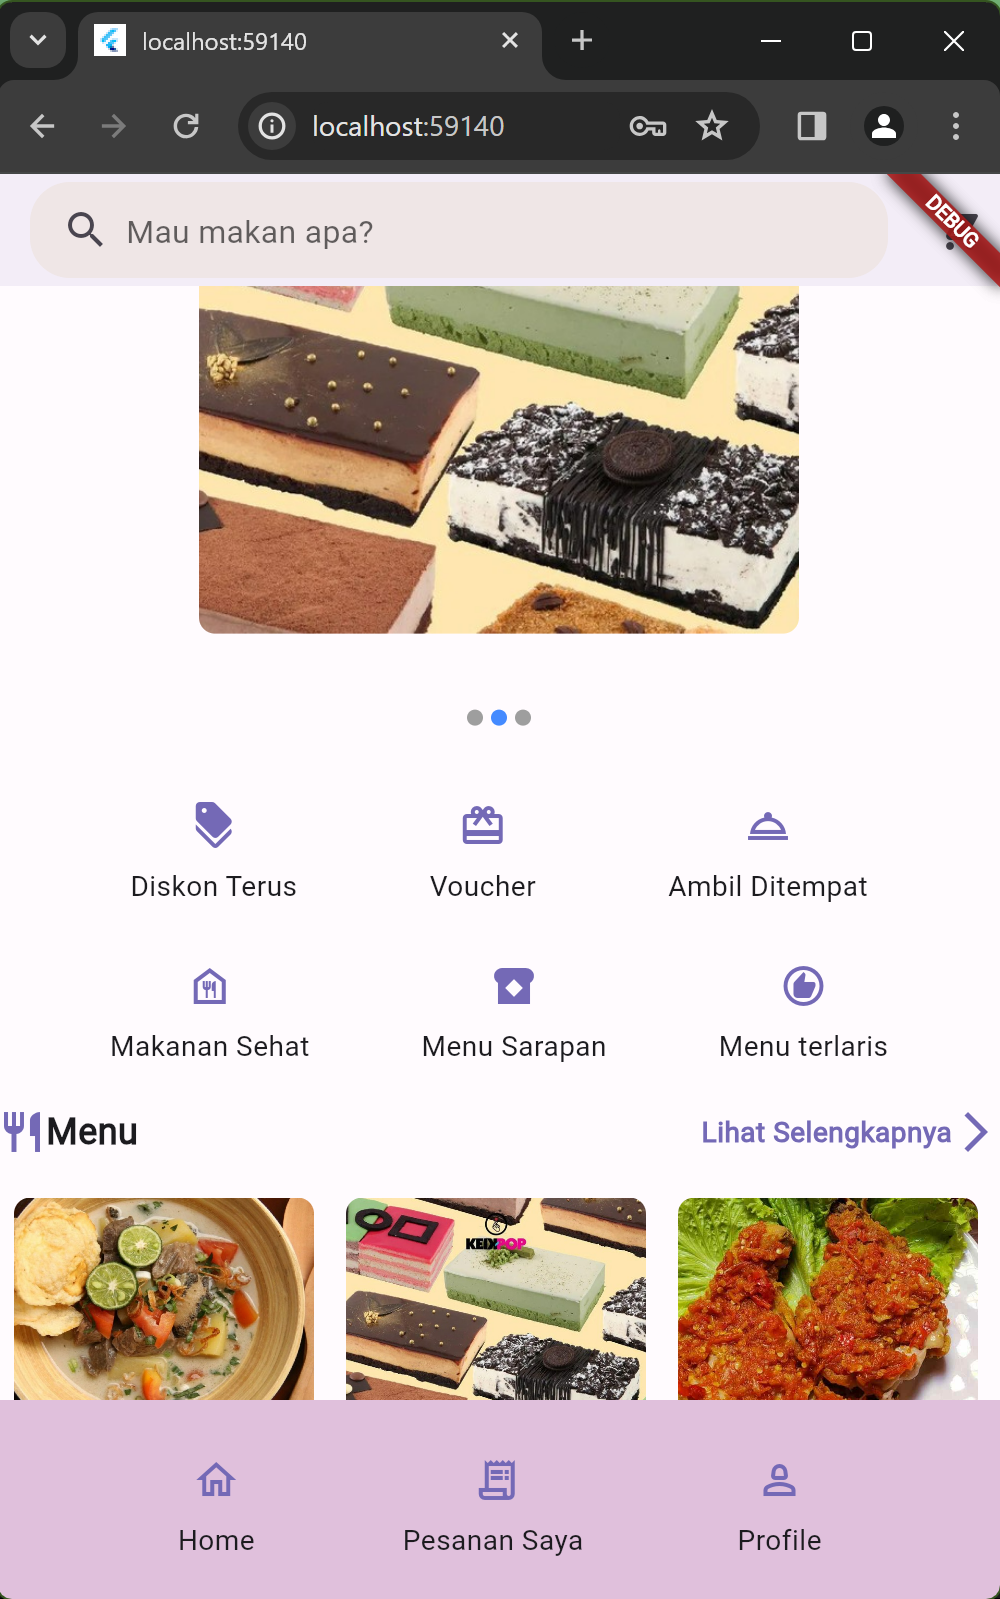 localhost:59140
localhost:59140
Mau makan apa?
DEBUG
Diskon Terus
Voucher
Ambil Ditempat
Makanan Sehat
Menu Sarapan
Menu terlaris
Menu
Lihat Selengkapnya
KEIXPOP
Home
Pesanan Saya
Profile